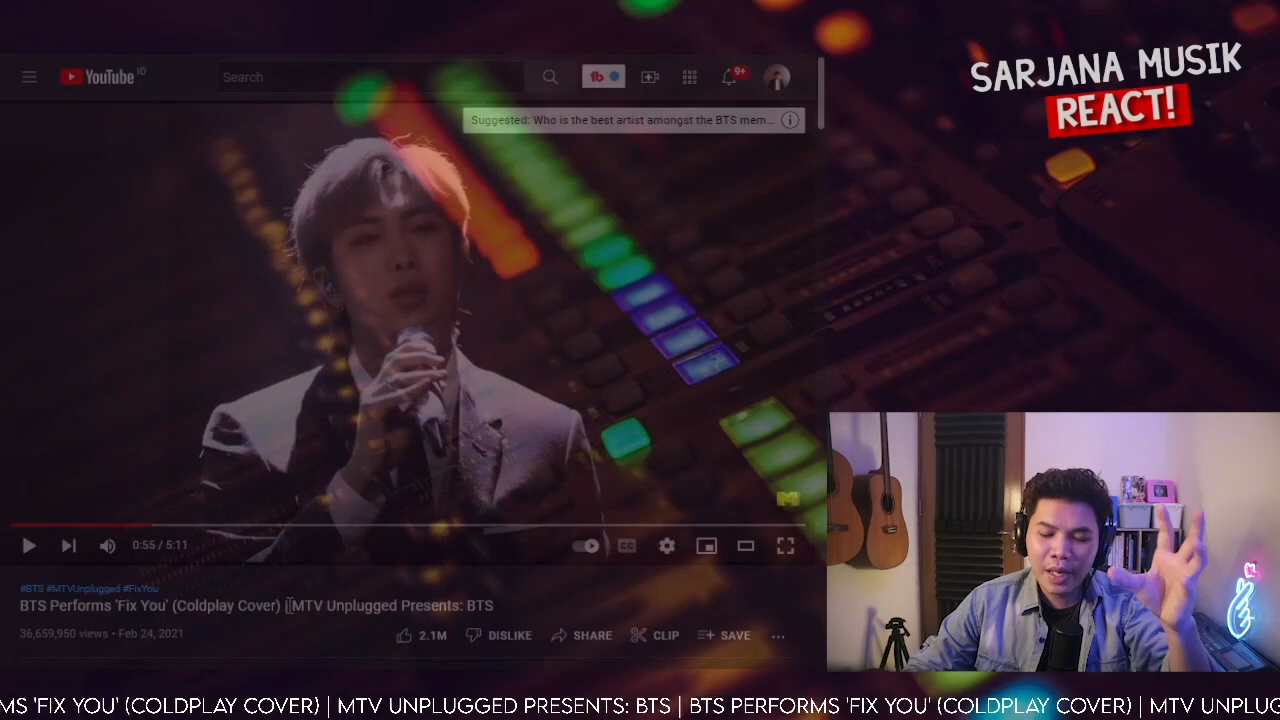 YouTube ID
Search
9+
SARJANA MUSIK
REACT!
Suggested: Who is the best artist amongst the BTS mem...
0:55 / 5:11
CC
#BTS #MTVUnplugged #FixYou
BTS Performs 'Fix You' (Coldplay Cover) | MTV Unplugged Presents: BTS
36,659,950 views • Feb 24, 2021
2.1M DISLIKE SHARE CLIP SAVE ...
MS 'FIX YOU' (COLDPLAY COVER) | MTV UNPLUGGED PRESENTS: BTS | BTS PERFORMS 'FIX YOU' (COLDPLAY COVER) | MTV UNPLUG